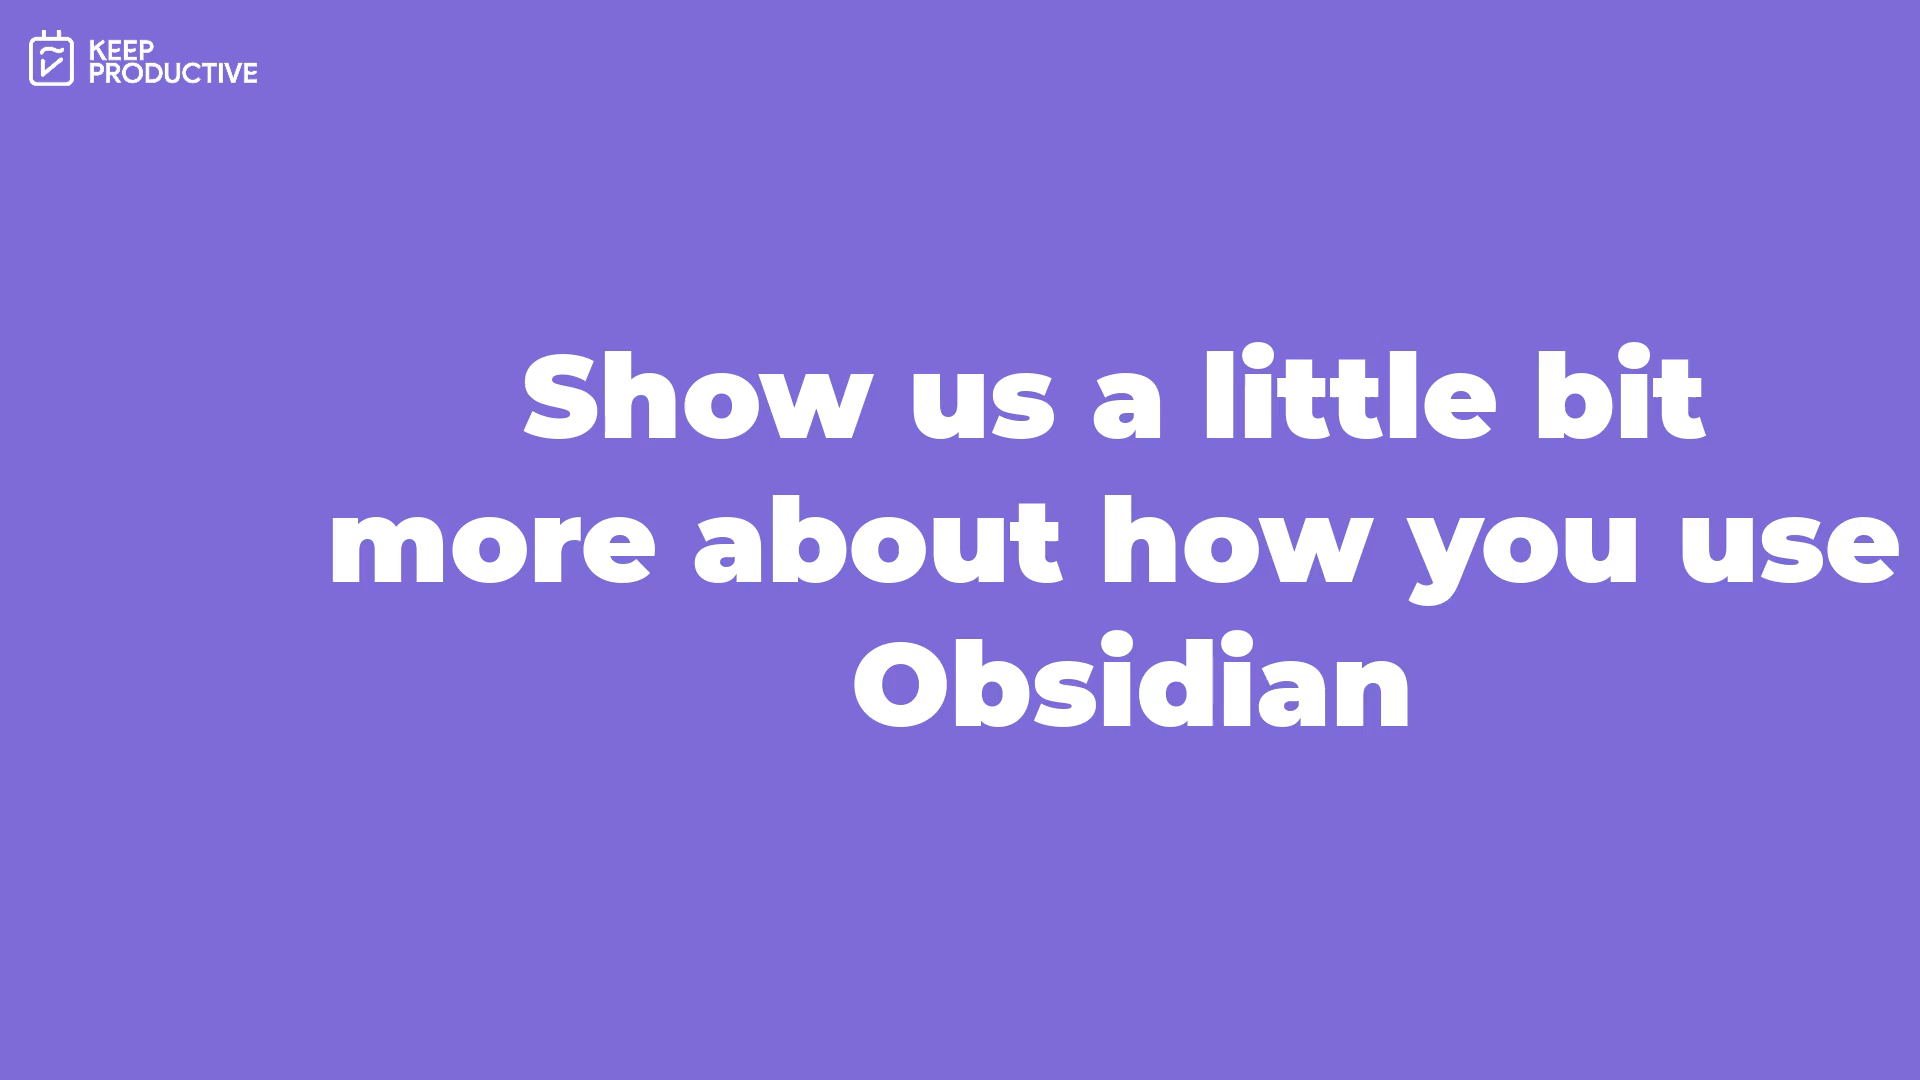 KEEP
PRODUCTIVE
Show us a little bit
more about how you use
Obsidian